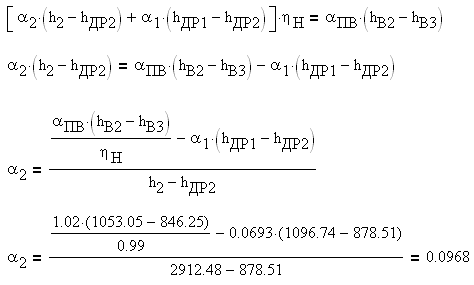 [α₂·(h₂ − hДР2) + α₁·(hДР1 − hДР2)]·ηН = αПВ·(hВ2 − hВ3)
α₂·(h₂ − hДР2) = αПВ·(hВ2 − hВ3) − α₁·(hДР1 − hДР2)
αПВ·(hВ2 − hВ3)
ηН
− α₁·(hДР1 − hДР2)
α₂ =
h₂ − hДР2
1.02·(1053.05 − 846.25)
0.99
− 0.0693·(1096.74 − 878.51)
α₂ =
2912.48 − 878.51
= 0.0968